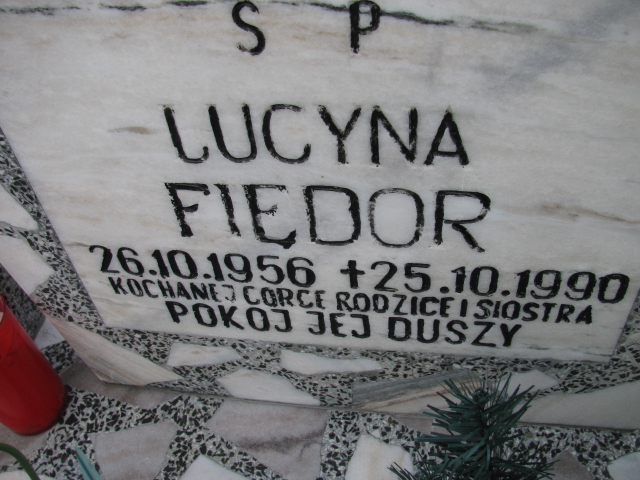 S P
LUCYNA
FIĘDOR
26.10.1956 ✝25.10.1990
KOCHANEJ CORCE RODZICE I SIOSTRA
POKOJ JEJ DUSZY